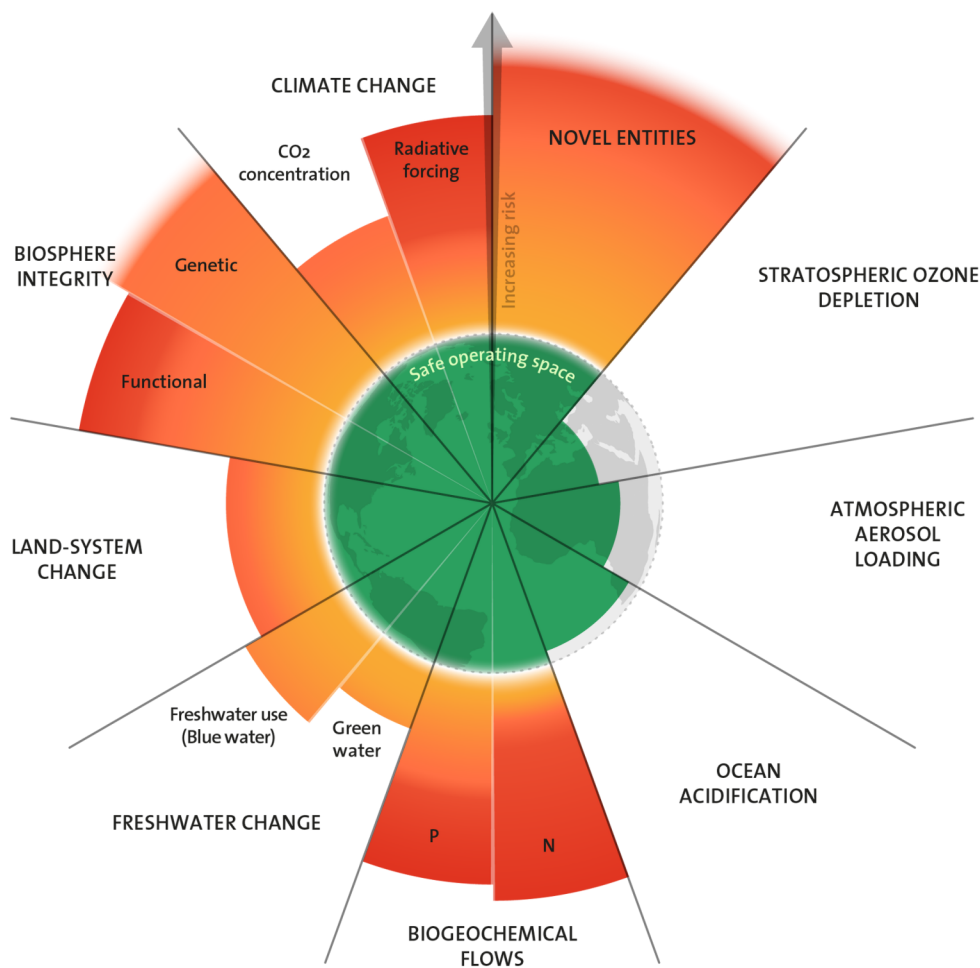 CLIMATE CHANGE
CO2
concentration
Radiative
forcing
NOVEL ENTITIES
Increasing risk
STRATOSPHERIC OZONE
DEPLETION
BIOSPHERE
INTEGRITY
Genetic
Functional
Safe operating space
ATMOSPHERIC
AEROSOL
LOADING
LAND-SYSTEM
CHANGE
Freshwater use
(Blue water)
Green
water
FRESHWATER CHANGE
OCEAN
ACIDIFICATION
P
N
BIOGEOCHEMICAL
FLOWS